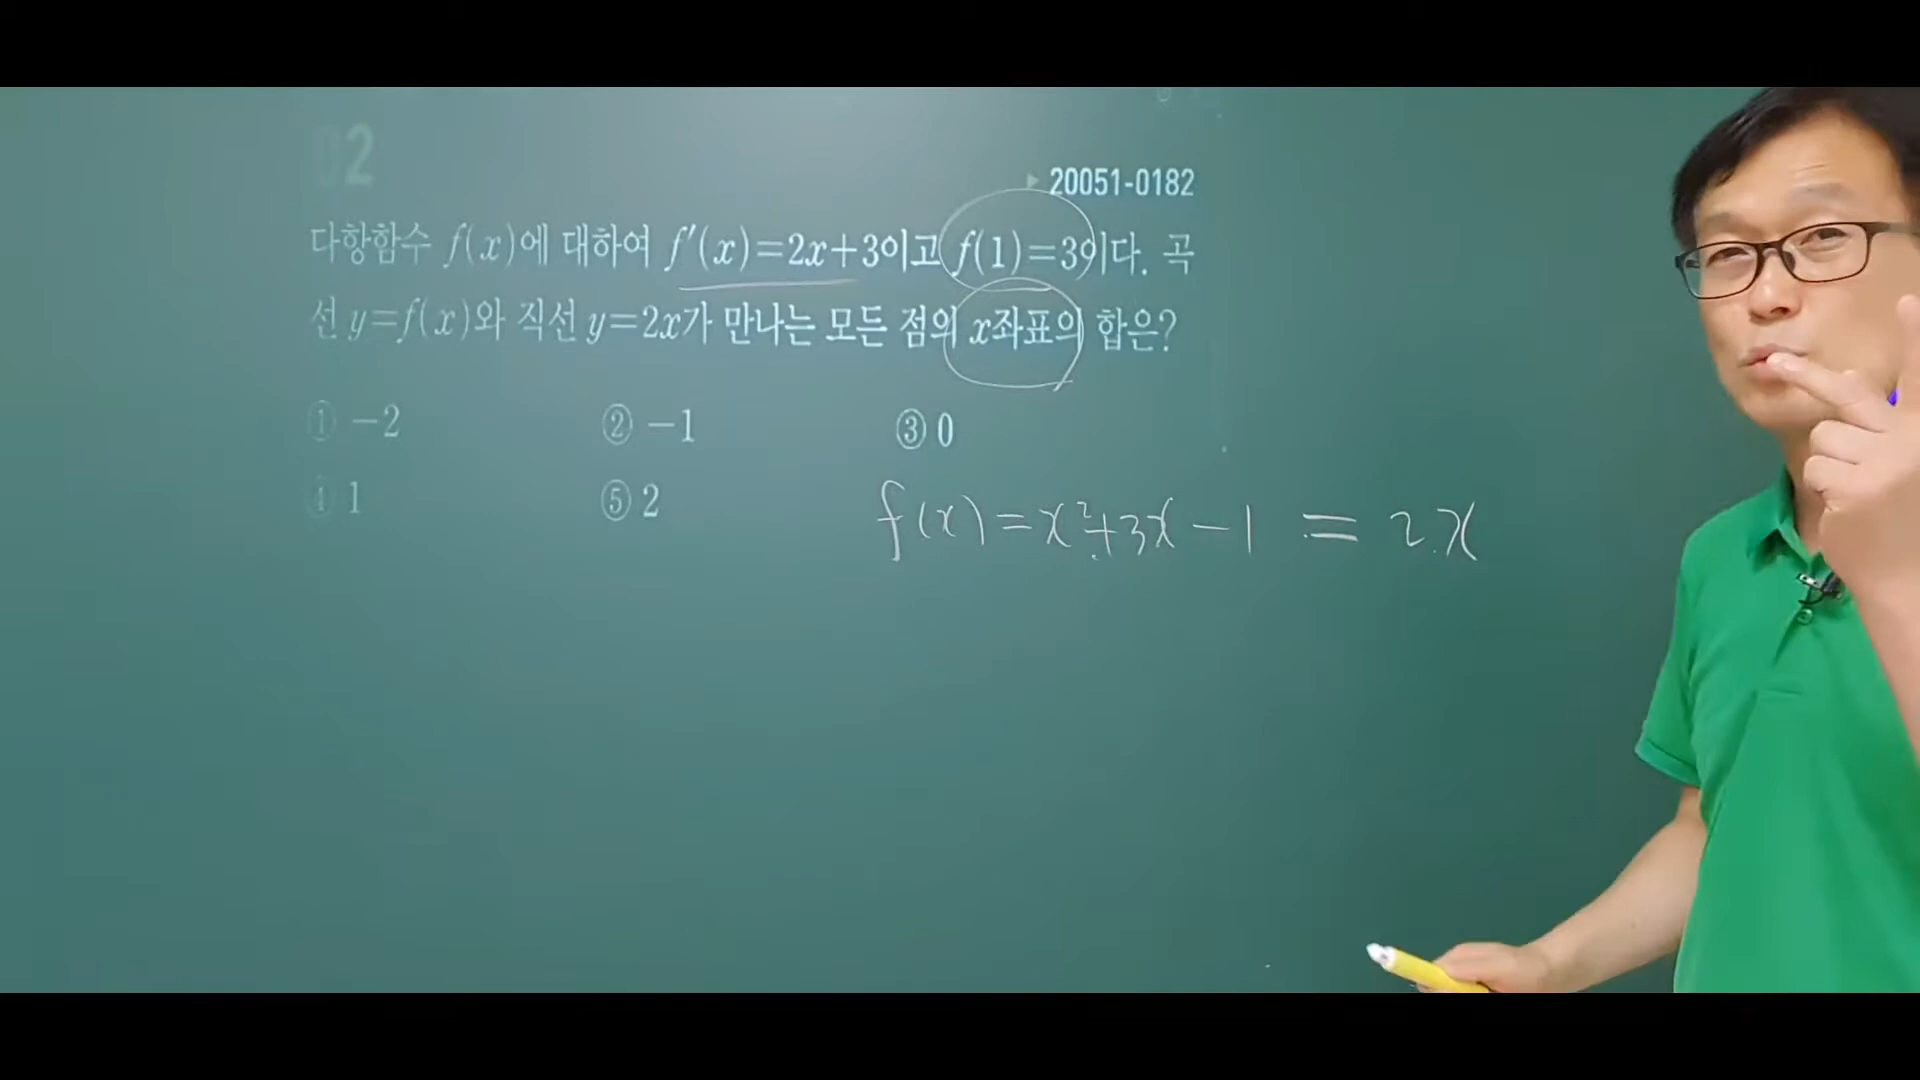 02
▶ 20051-0182
다항함수 f(x)에 대하여 f′(x)=2x+3이고 f(1)=3이다. 곡
선 y=f(x)와 직선 y=2x가 만나는 모든 점의 x좌표의 합은?
① −2 ② −1 ③ 0
④ 1 ⑤ 2
f(x)=x²+3x−1 = 2x